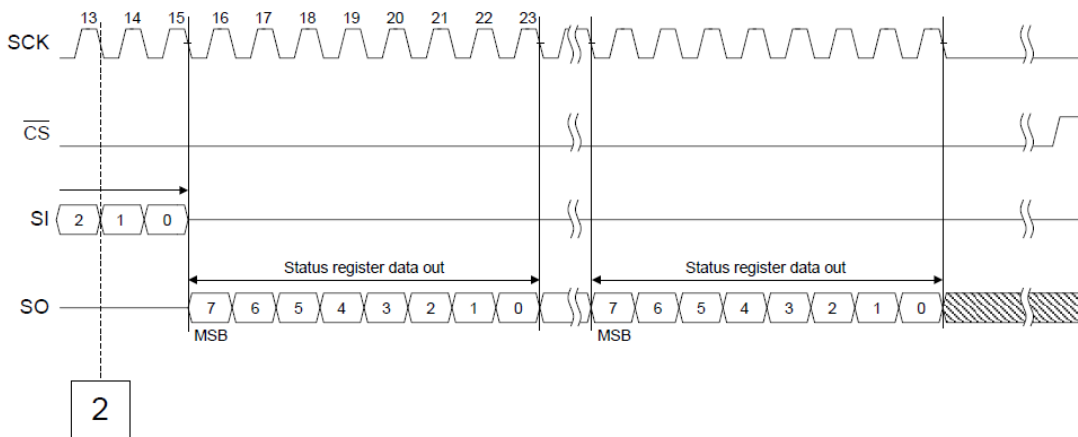 13 14 15 16 17 18 19 20 21 22 23
SCK
CS
SI 2 1 0
Status register data out Status register data out
SO 7 6 5 4 3 2 1 0 7 6 5 4 3 2 1 0
MSB MSB
2